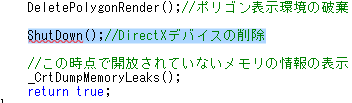 DeletePolygonRender();//ポリゴン表示環境の破棄
ShutDown();//DirectXデバイスの削除
//この時点で開放されていないメモリの情報の表示
_CrtDumpMemoryLeaks();
return true;